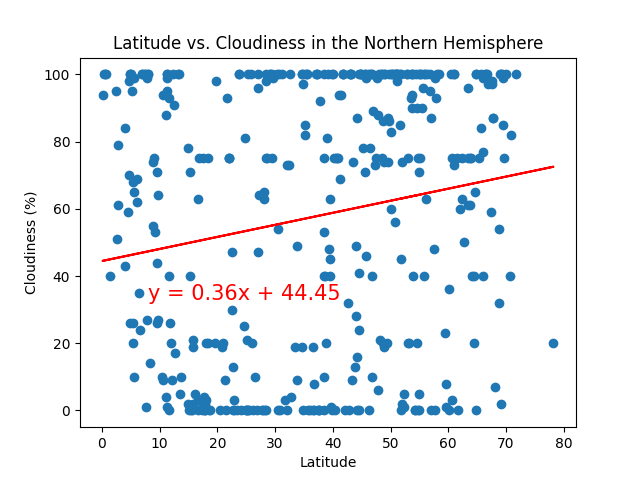 Latitude vs. Cloudiness in the Northern Hemisphere
100
80
60
40
20
0
Cloudiness (%)
y = 0.36x + 44.45
0 10 20 30 40 50 60 70 80
Latitude